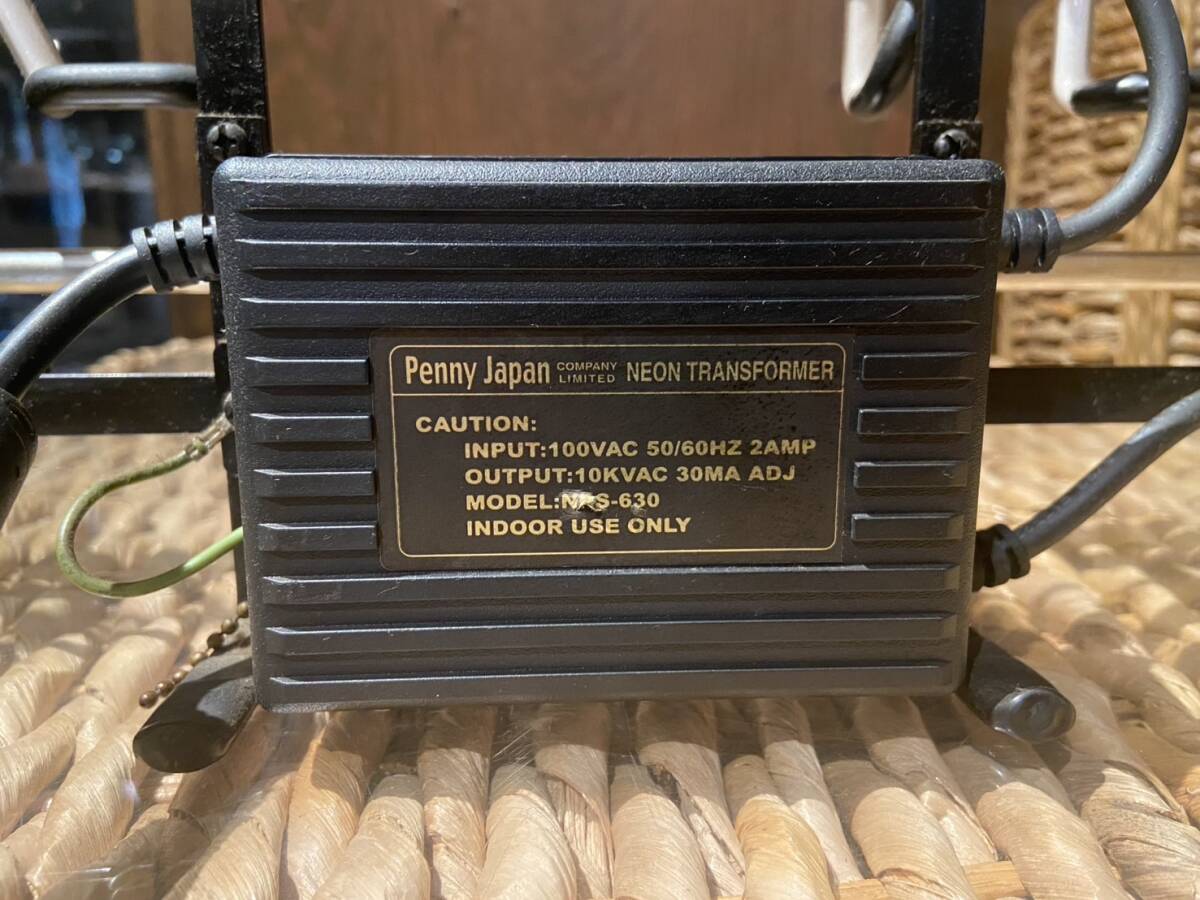 Penny Japan COMPANY LIMITED NEON TRANSFORMER
CAUTION:
INPUT:100VAC 50/60HZ 2AMP
OUTPUT:10KVAC 30MA ADJ
MODEL:
INDOOR USE ONLY